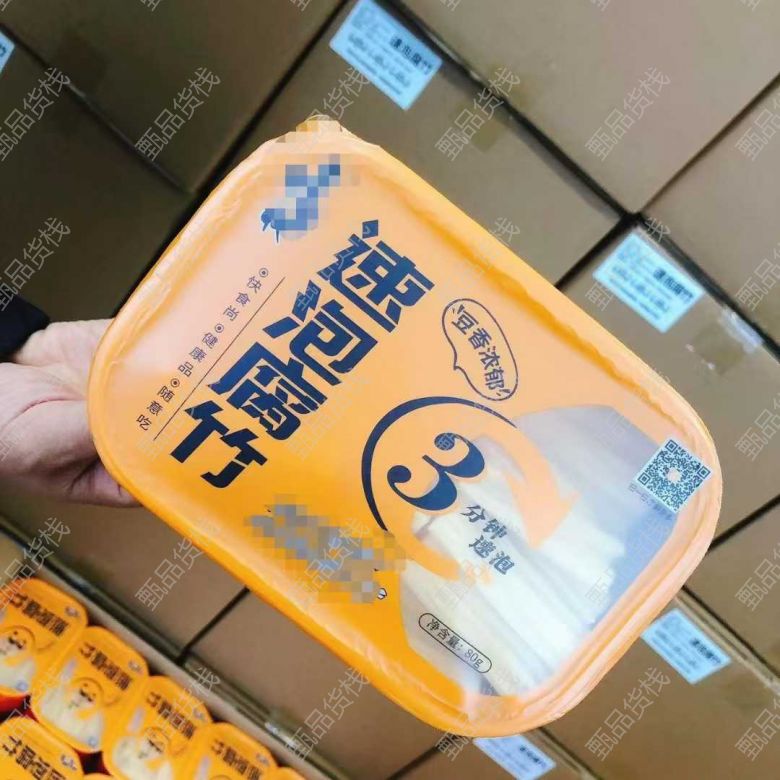 速泡腐竹
快食尚·健康品·随意吃
豆香浓郁
3
分钟
速泡
净含量：80g
速泡腐竹
甄品货栈